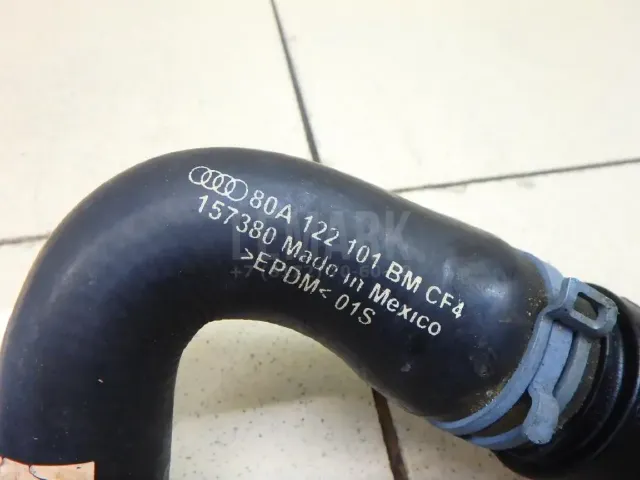 80A 122 101 BM CF4
157380 Made in Mexico
>EPDM< 01S